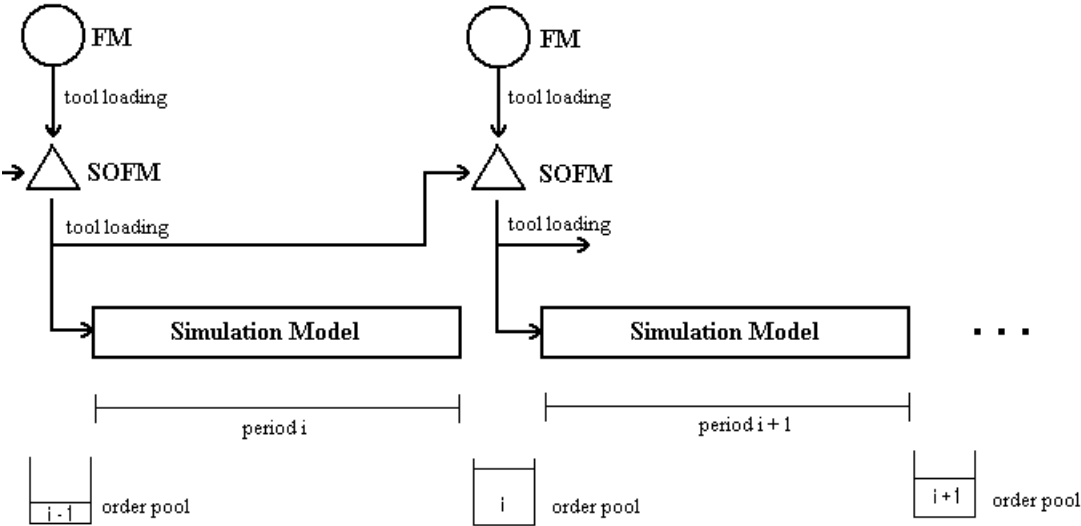 FM FM
tool loading tool loading
SOFM SOFM
tool loading tool loading
Simulation Model Simulation Model . . .
period i period i + 1
i - 1 order pool i order pool i + 1 order pool